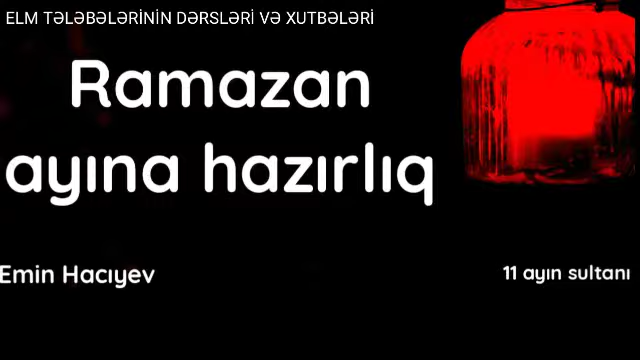 ELM TƏLƏBƏLƏRİNİN DƏRSLƏRİ VƏ XUTBƏLƏRİ
Ramazan
ayına hazırlıq
Emin Hacıyev
11 ayın sultanı